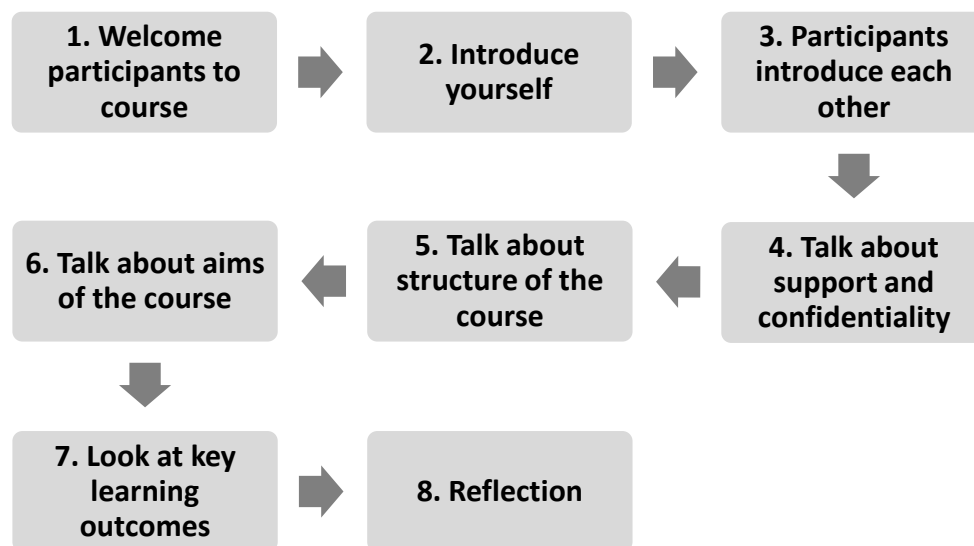 1. Welcome
participants to
course
2. Introduce
yourself
3. Participants
introduce each
other
4. Talk about
support and
confidentiality
5. Talk about
structure of the
course
6. Talk about aims
of the course
7. Look at key
learning
outcomes
8. Reflection